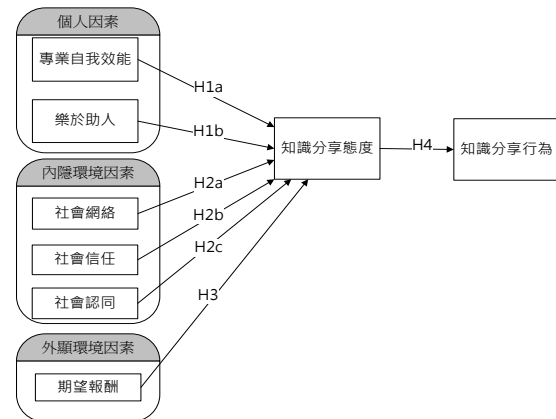 個人因素
專業自我效能
樂於助人
內隱環境因素
社會網絡
社會信任
社會認同
外顯環境因素
期望報酬
H1a
H1b
H2a
H2b
H2c
H3
知識分享態度
H4
知識分享行為